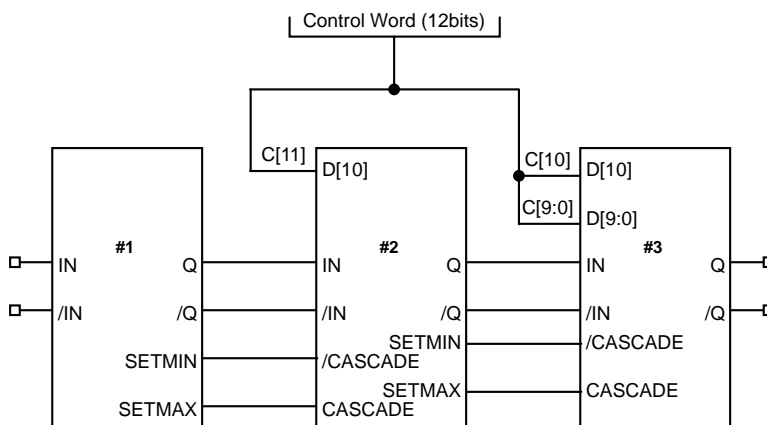 Control Word (12bits)
C[11] D[10] C[10] D[10]
C[9:0] D[9:0]
#1 #2 #3
IN Q IN Q IN Q
/IN /Q /IN /Q /IN /Q
SETMIN /CASCADE
SETMIN /CASCADE
SETMAX CASCADE
SETMAX CASCADE